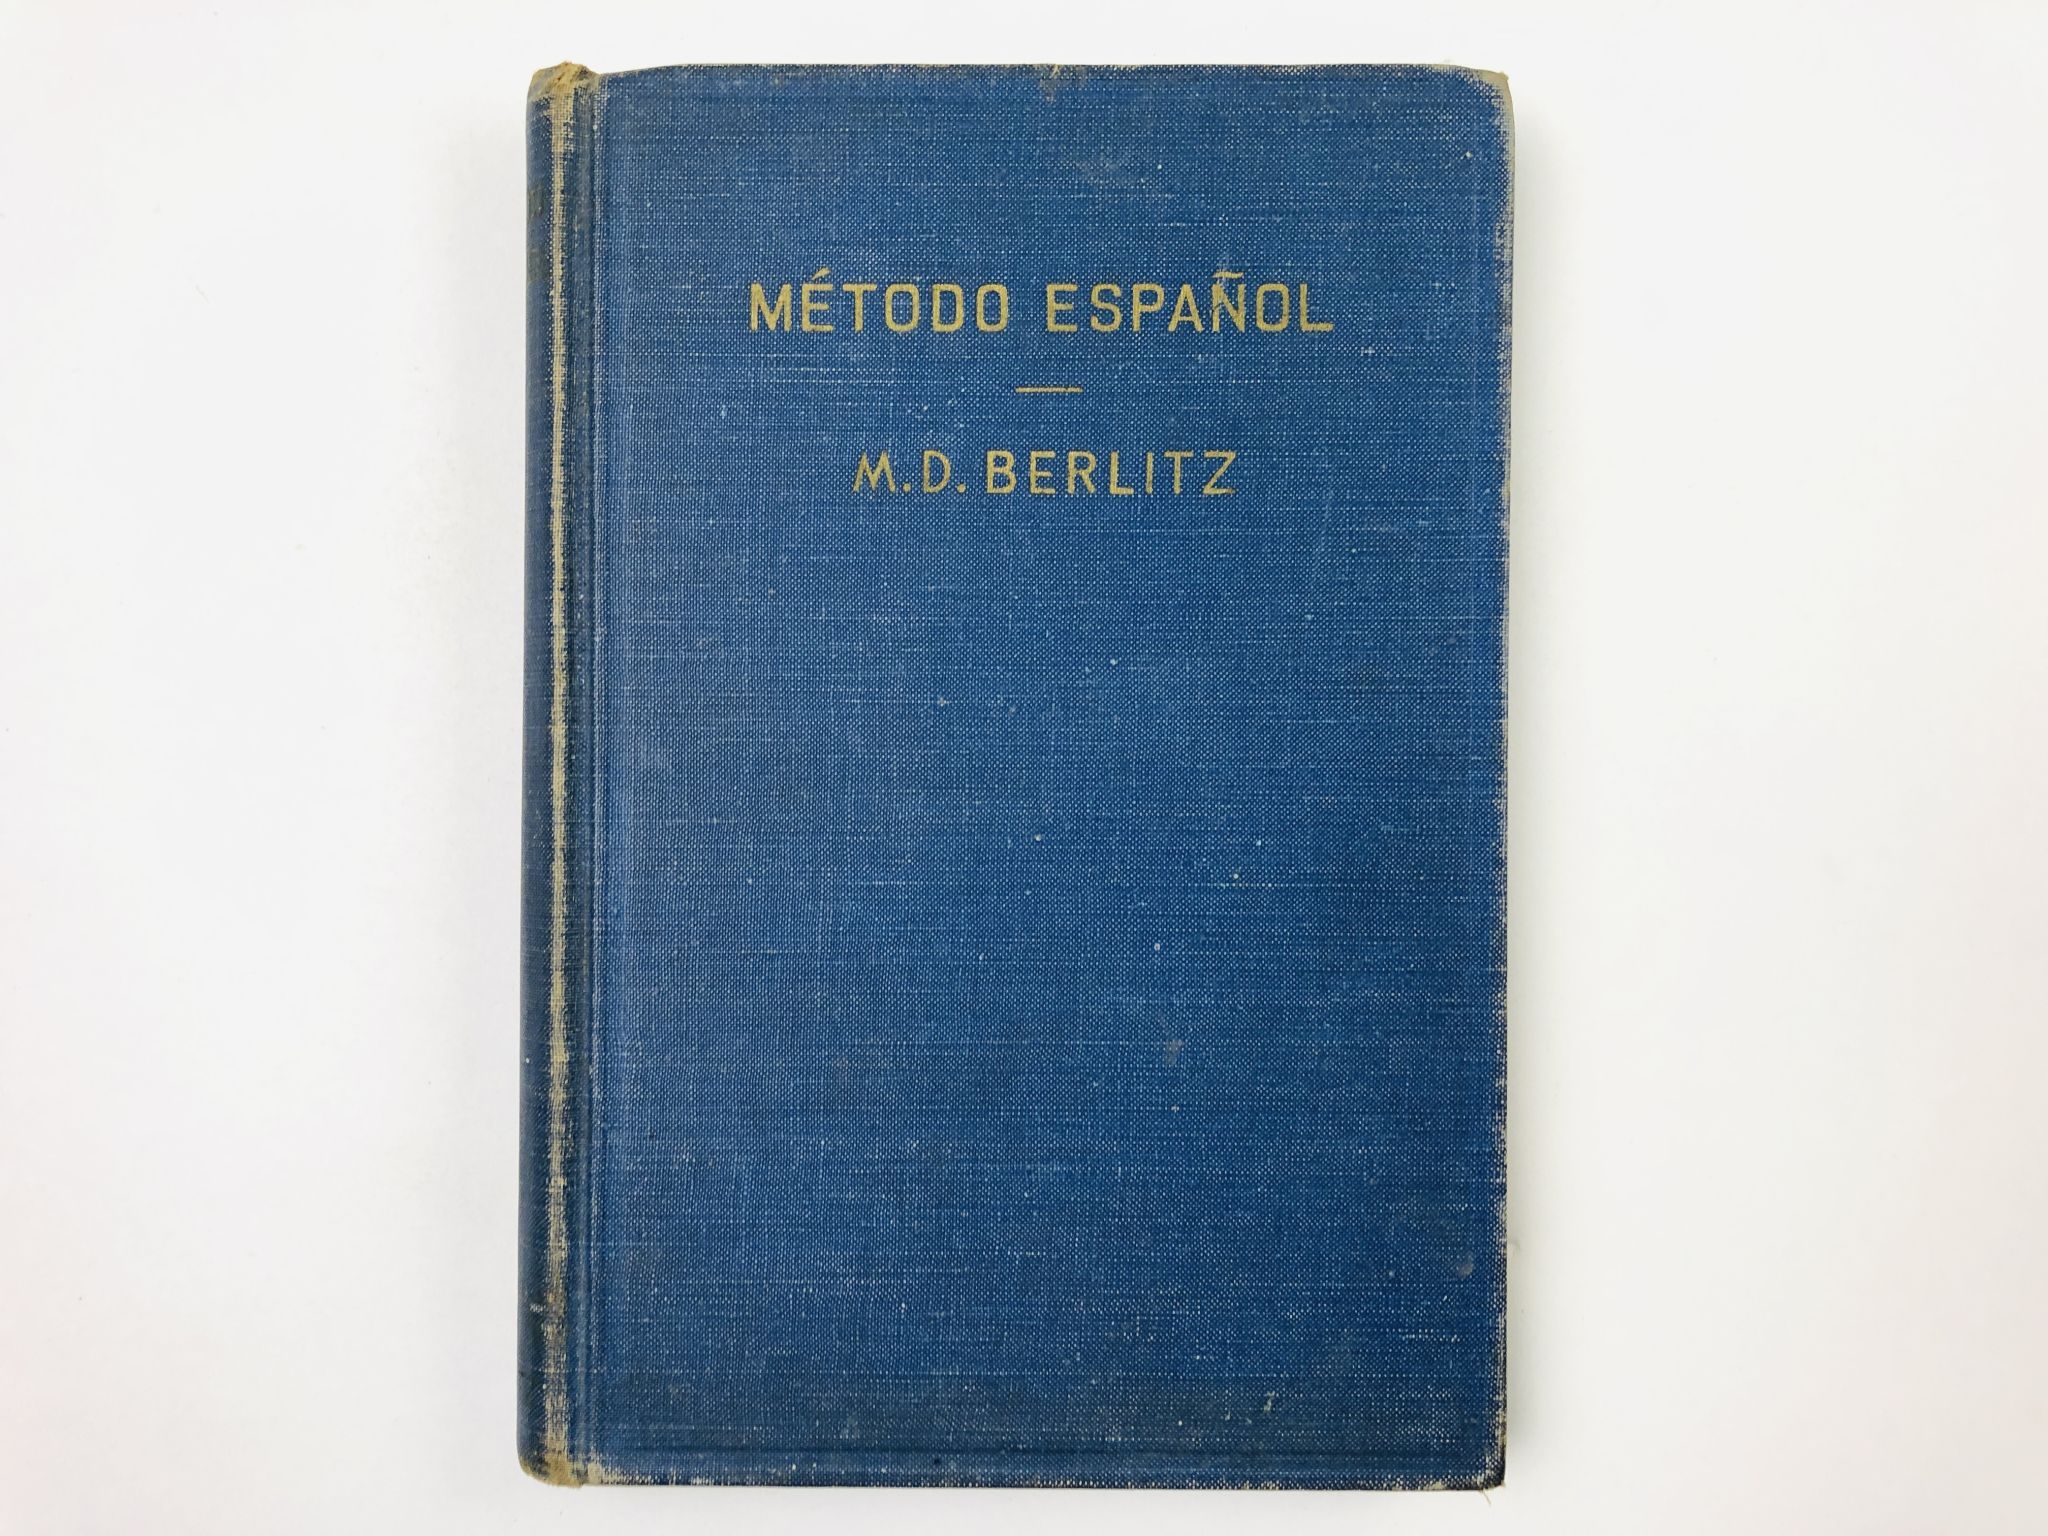 MÉTODO ESPAÑOL
M.D. BERLITZ